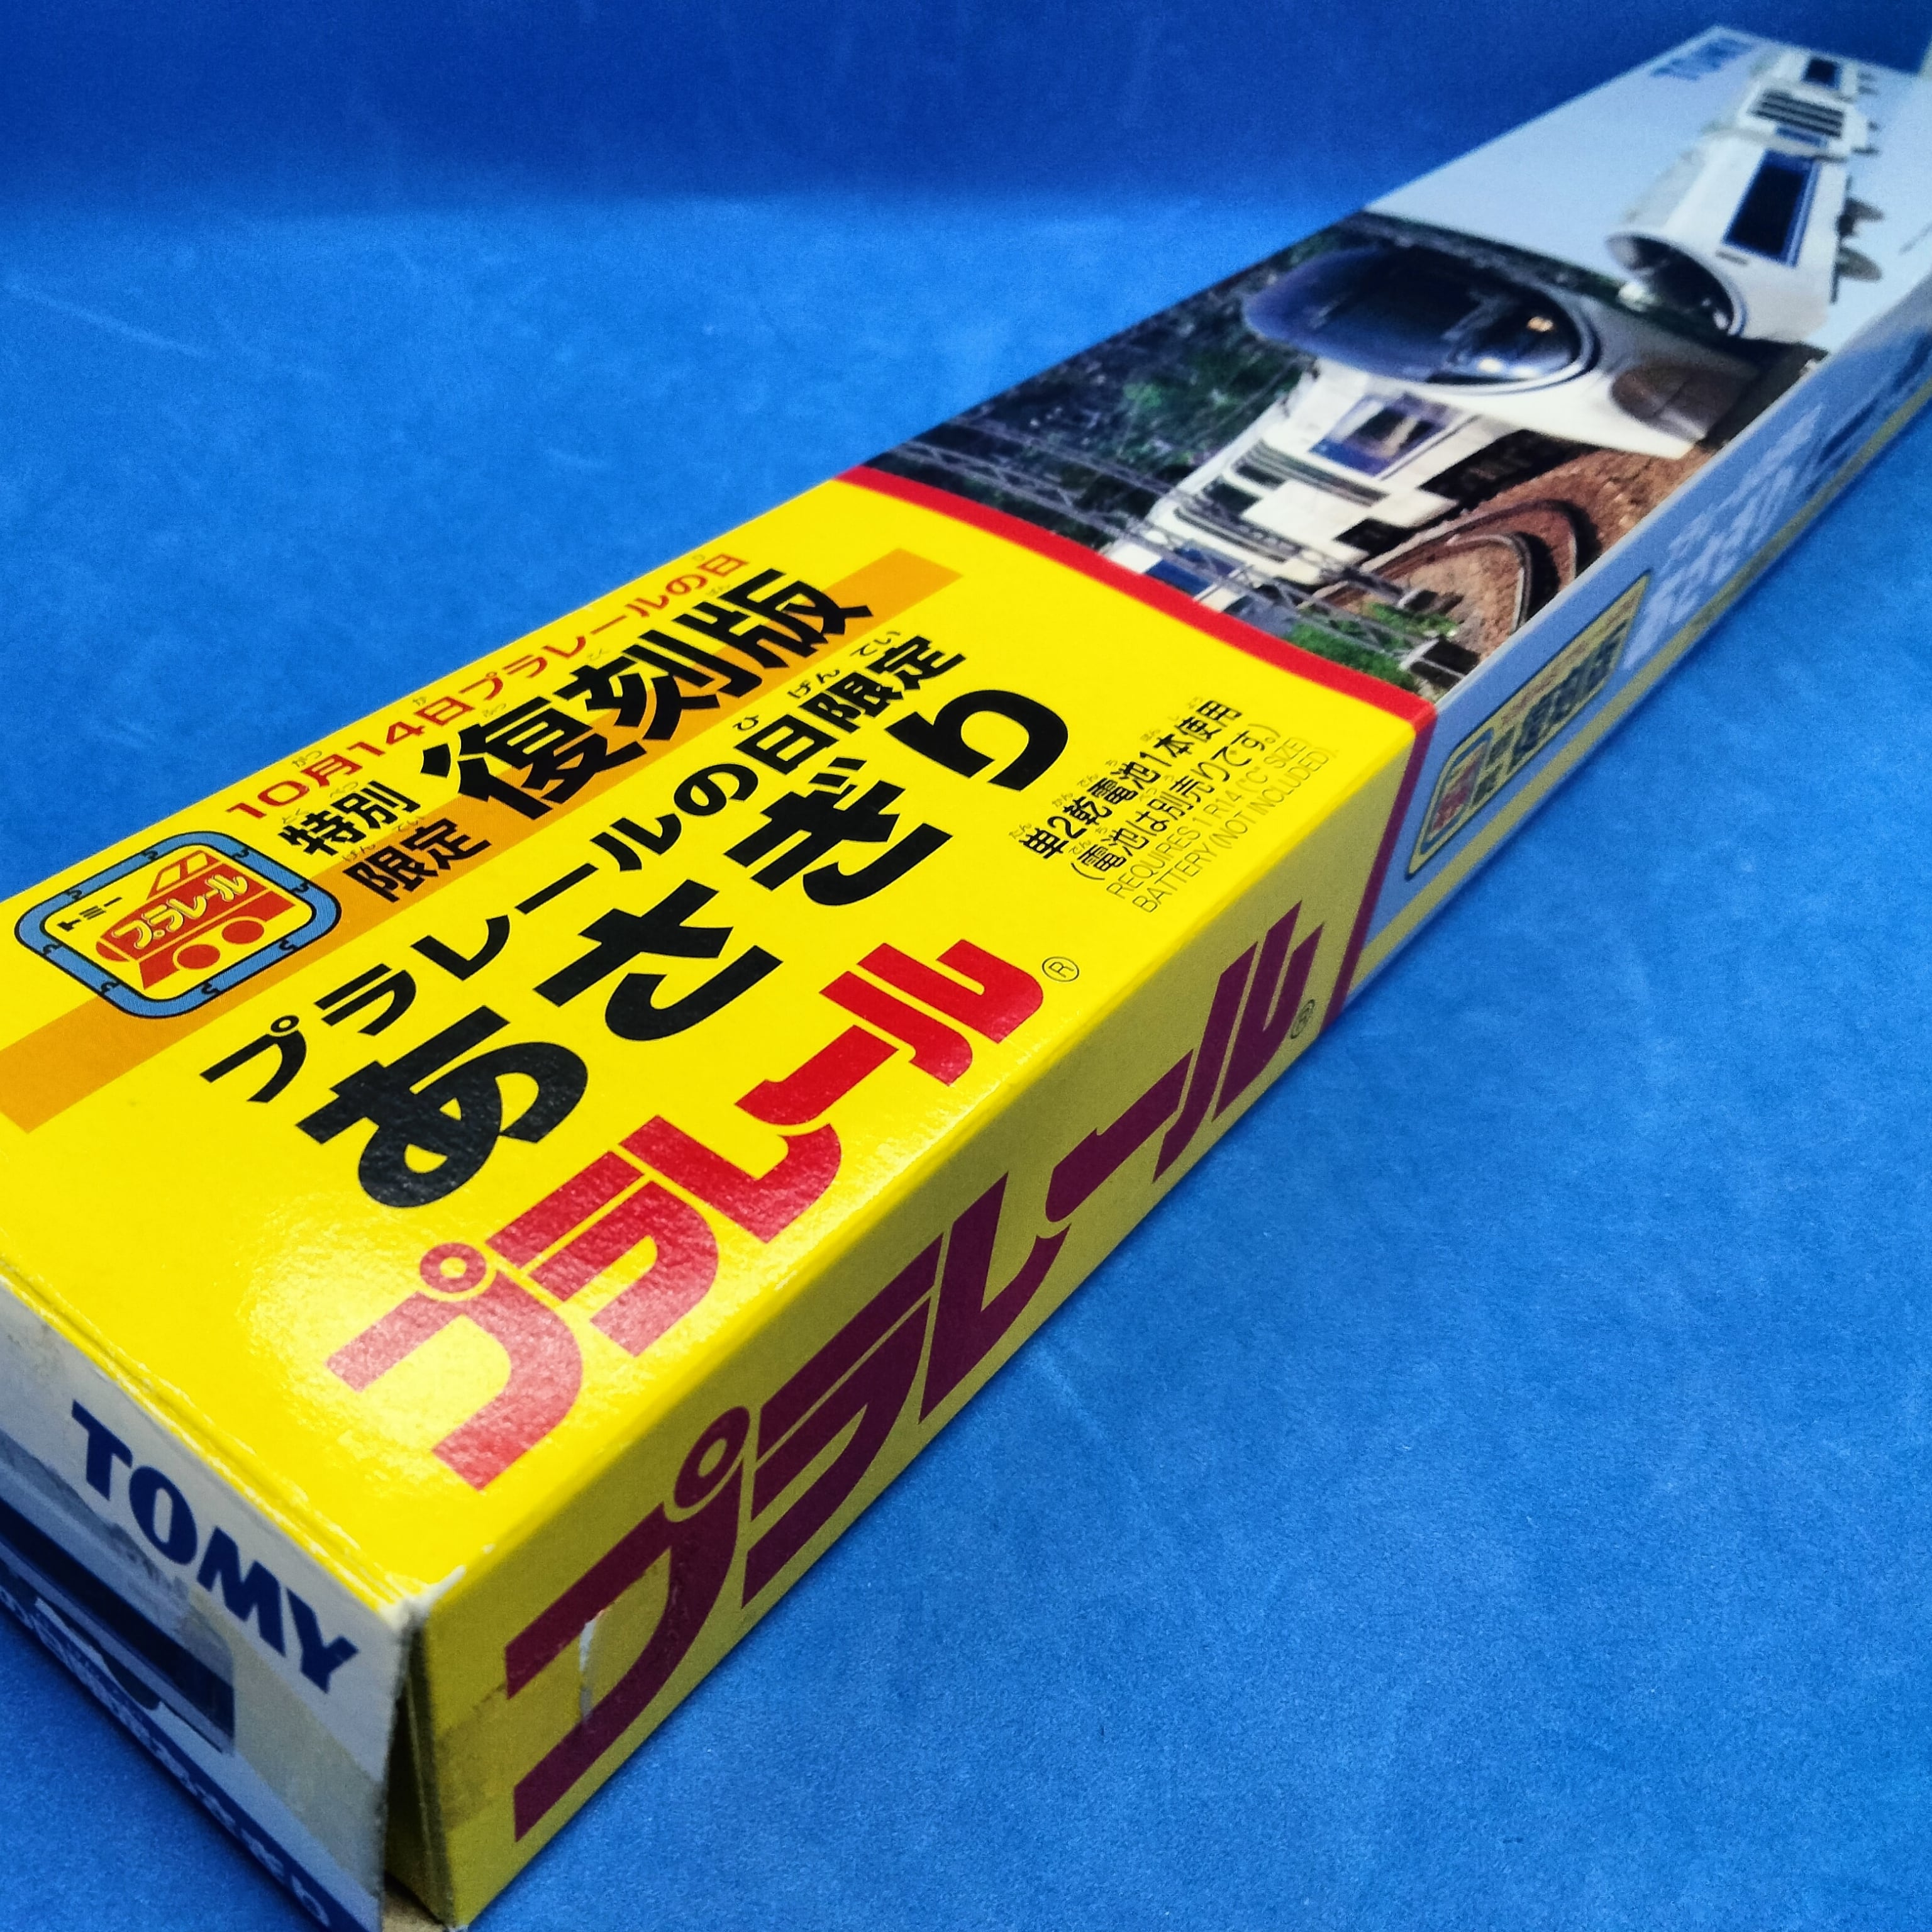 10月14日プラレールの日
特別
限定
復刻版
トミー
プラレール
プラレールの日限定
あさぎり
単2乾電池1本使用
(電池は別売りです。)
REQUIRES 1 R14 ("C" SIZE)
BATTERY (NOT INCLUDED).
プラレール®
プラレール®
TOMY
TOMY